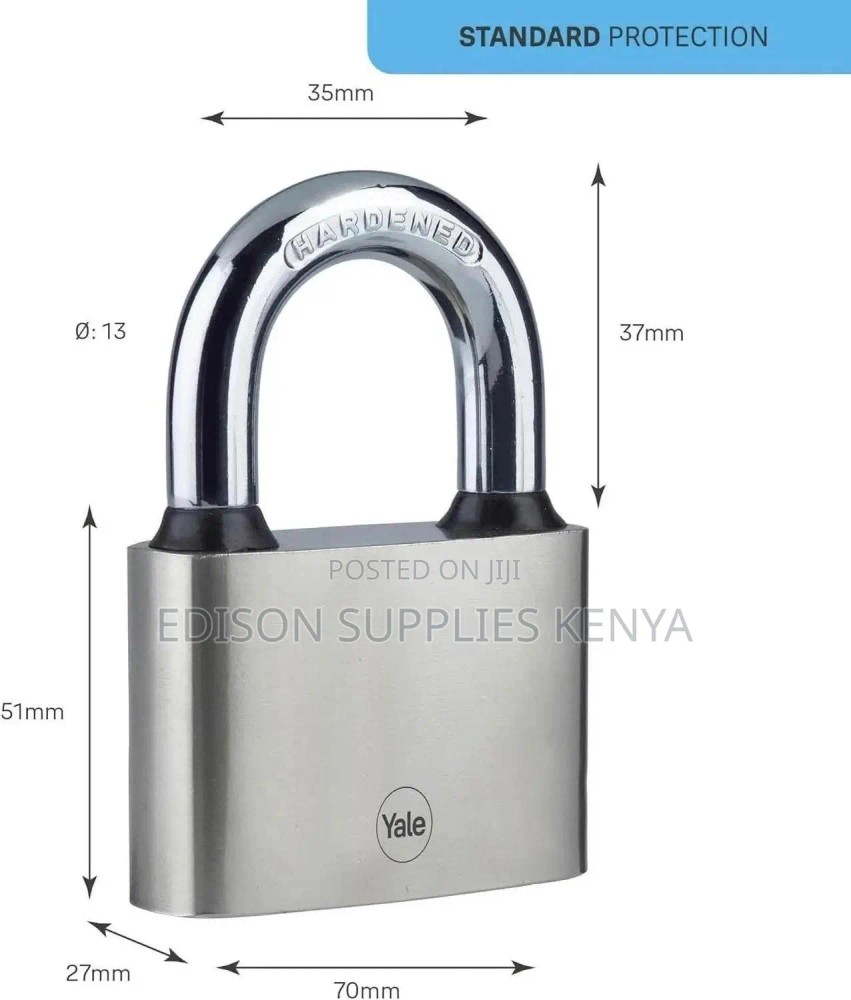 STANDARD PROTECTION
35mm
HARDENED
Ø: 13
37mm
POSTED ON JIJI
EDISON SUPPLIES KENYA
51mm
Yale
27mm
70mm